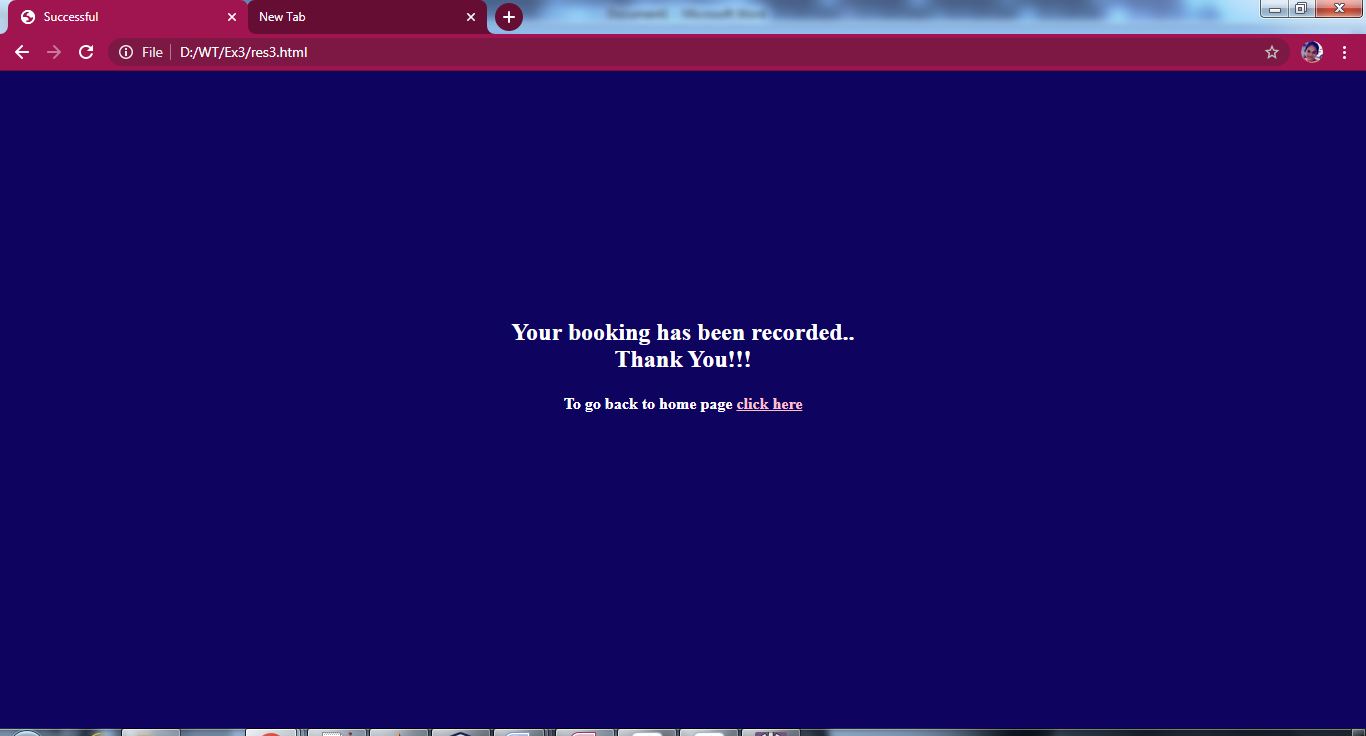 Successful
New Tab
File
D:/WT/Ex3/res3.html
Your booking has been recorded..
Thank You!!!
To go back to home page click here